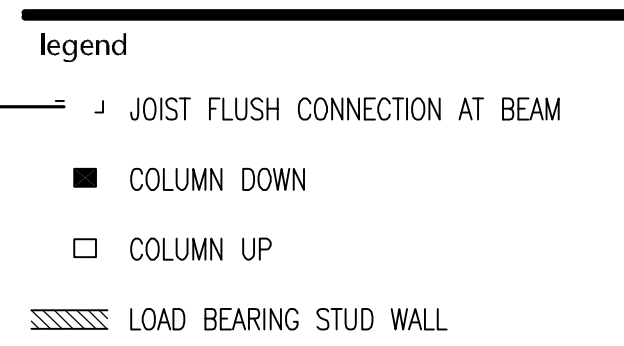 legend
JOIST FLUSH CONNECTION AT BEAM
COLUMN DOWN
COLUMN UP
LOAD BEARING STUD WALL